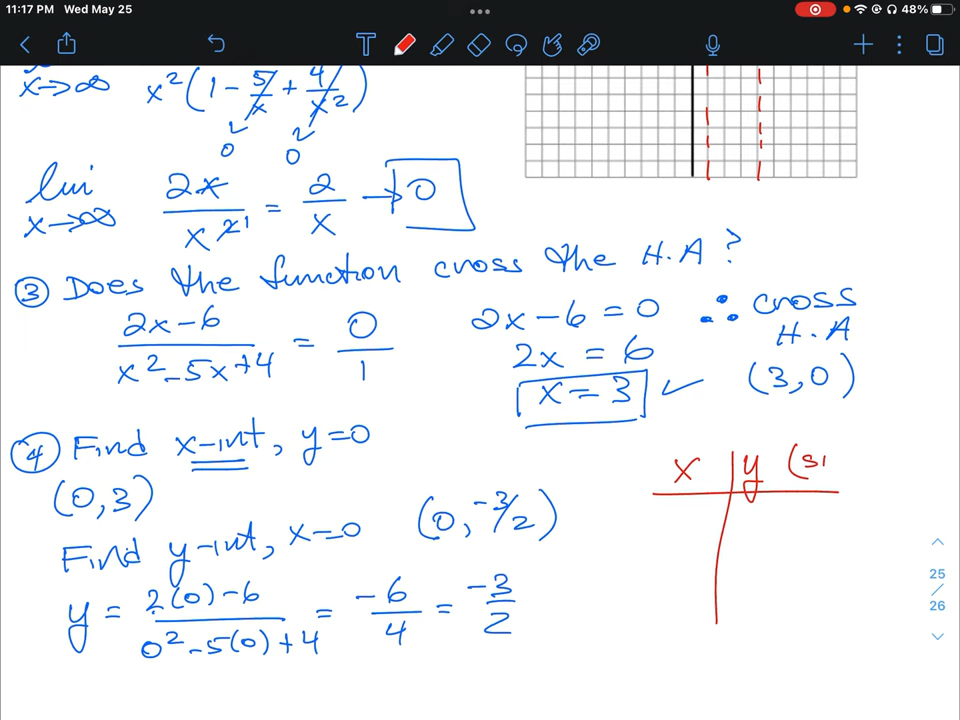 11:17 PM Wed May 25
48%
x→∞ x²(1 - 5/x + 4/x²)
0 0
lim x→∞ 2x/(x x¹) = 2/x → 0
③ Does the function cross the H.A?
(2x-6)/(x²-5x+4) = 0/1
2x-6=0 ∴ cross H.A
2x = 6
x=3 ✓ (3,0)
④ Find x-int, y=0
(0,3)
Find y-int, x=0 (0,-3/2)
y = (2(0)-6)/(0²-5(0)+4) = -6/4 = -3/2
x | y (si
25
/
26